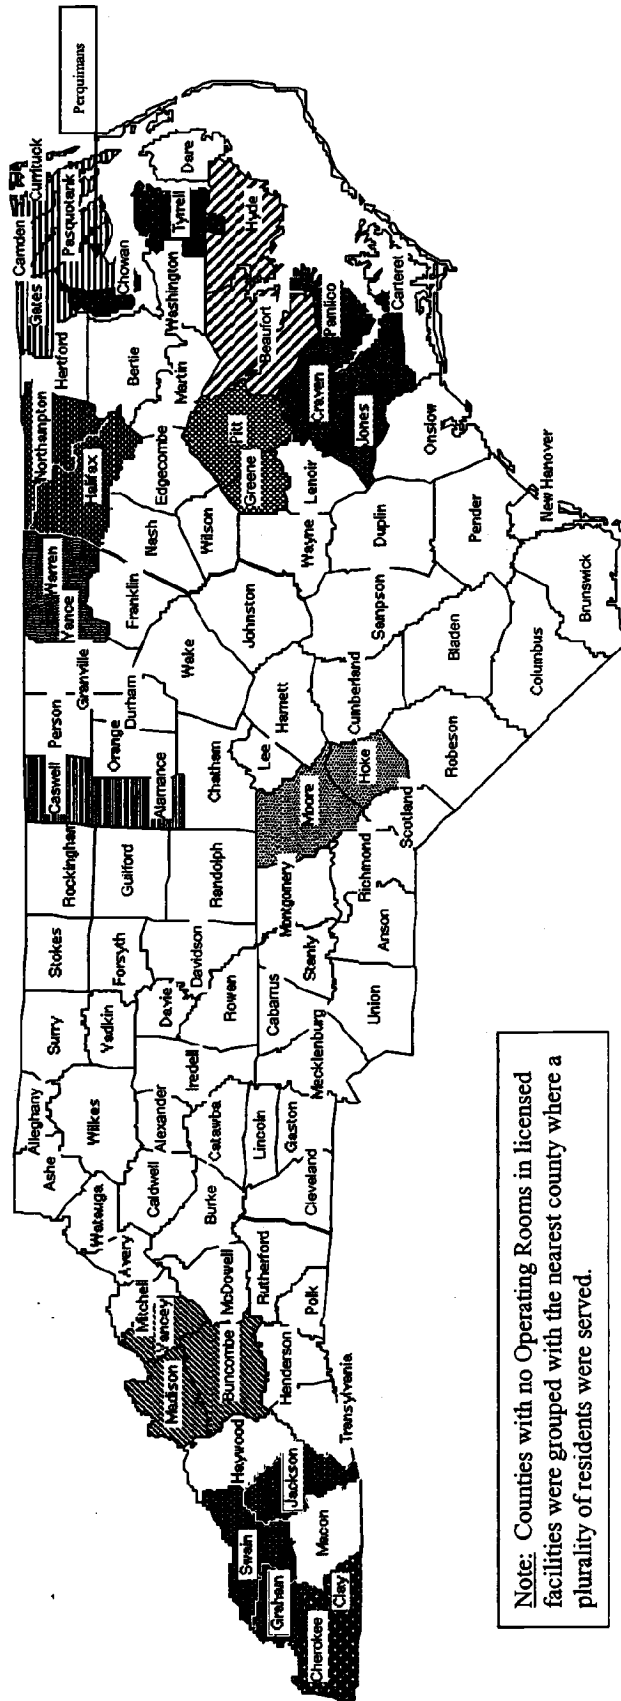 Perquimans
Camden
Currituck
Gates
Pasquotank
Hertford
Northampton
Warren
Vance
Granville
Person
Caswell
Rockingham
Stokes
Surry
Alleghany
Ashe
Chowan
Bertie
Halifax
Franklin
Durham
Orange
Alamance
Guilford
Forsyth
Yadkin
Wilkes
Watauga
Avery
Mitchell
Yancey
Madison
Dare
Tyrrell
Washington
Martin
Edgecombe
Nash
Wake
Chatham
Randolph
Davidson
Davie
Iredell
Alexander
Caldwell
Burke
McDowell
Buncombe
Haywood
Swain
Graham
Cherokee
Hyde
Beaufort
Pitt
Greene
Wilson
Johnston
Harnett
Lee
Moore
Montgomery
Stanly
Rowen
Cabarrus
Catawba
Lincoln
Gaston
Mecklenburg
Cleveland
Rutherford
Polk
Henderson
Transylvania
Jackson
Macon
Clay
Pamlico
Craven
Carteret
Jones
Lenoir
Wayne
Duplin
Sampson
Cumberland
Hoke
Scotland
Richmond
Anson
Union
Onslow
Pender
New Hanover
Bladen
Robeson
Columbus
Brunswick
Note: Counties with no Operating Rooms in licensed
facilities were grouped with the nearest county where a
plurality of residents were served.